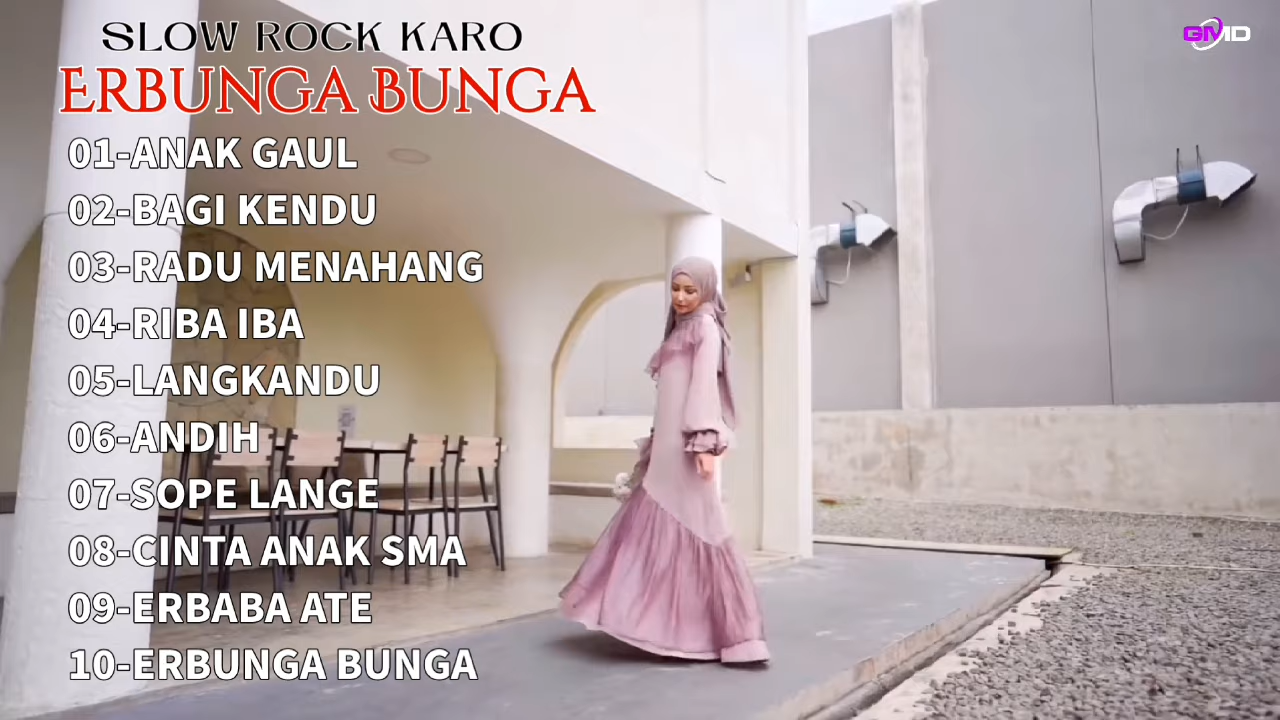 SLOW ROCK KARO
GMD
ERBUNGA BUNGA
01-ANAK GAUL
02-BAGI KENDU
03-RADU MENAHANG
04-RIBA IBA
05-LANGKANDU
06-ANDIH
07-SOPE LANGE
08-CINTA ANAK SMA
09-ERBABA ATE
10-ERBUNGA BUNGA